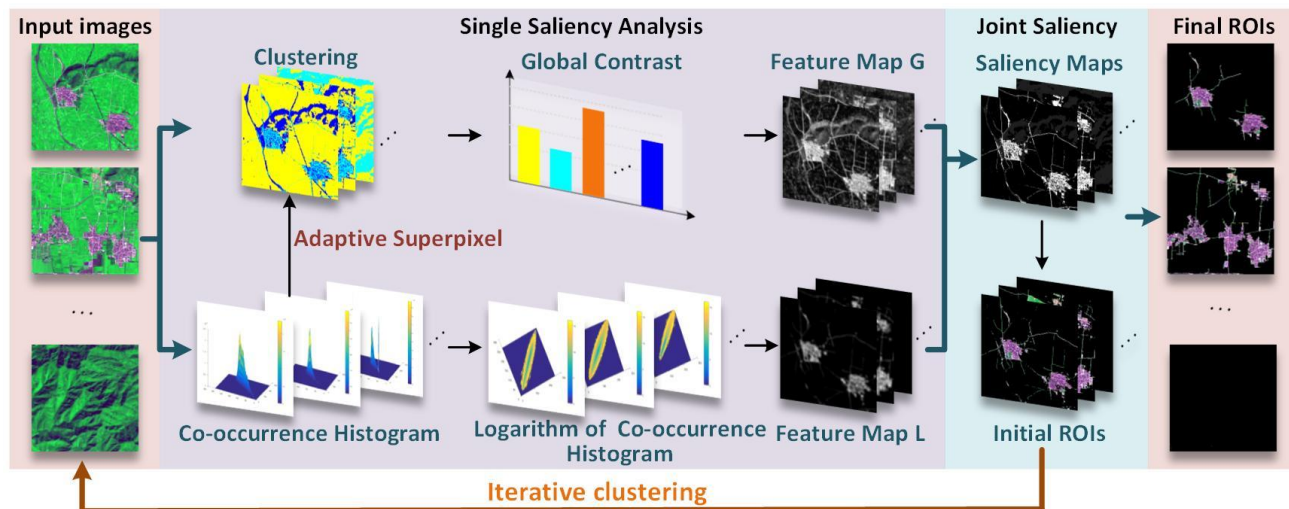 Input images
Single Saliency Analysis
Joint Saliency
Final ROIs
Clustering
Global Contrast
Feature Map G
Saliency Maps
...
...
...
...
...
Adaptive Superpixel
...
...
...
...
...
...
Co-occurrence Histogram
Logarithm of Co-occurrence
Histogram
Feature Map L
Initial ROIs
Iterative clustering